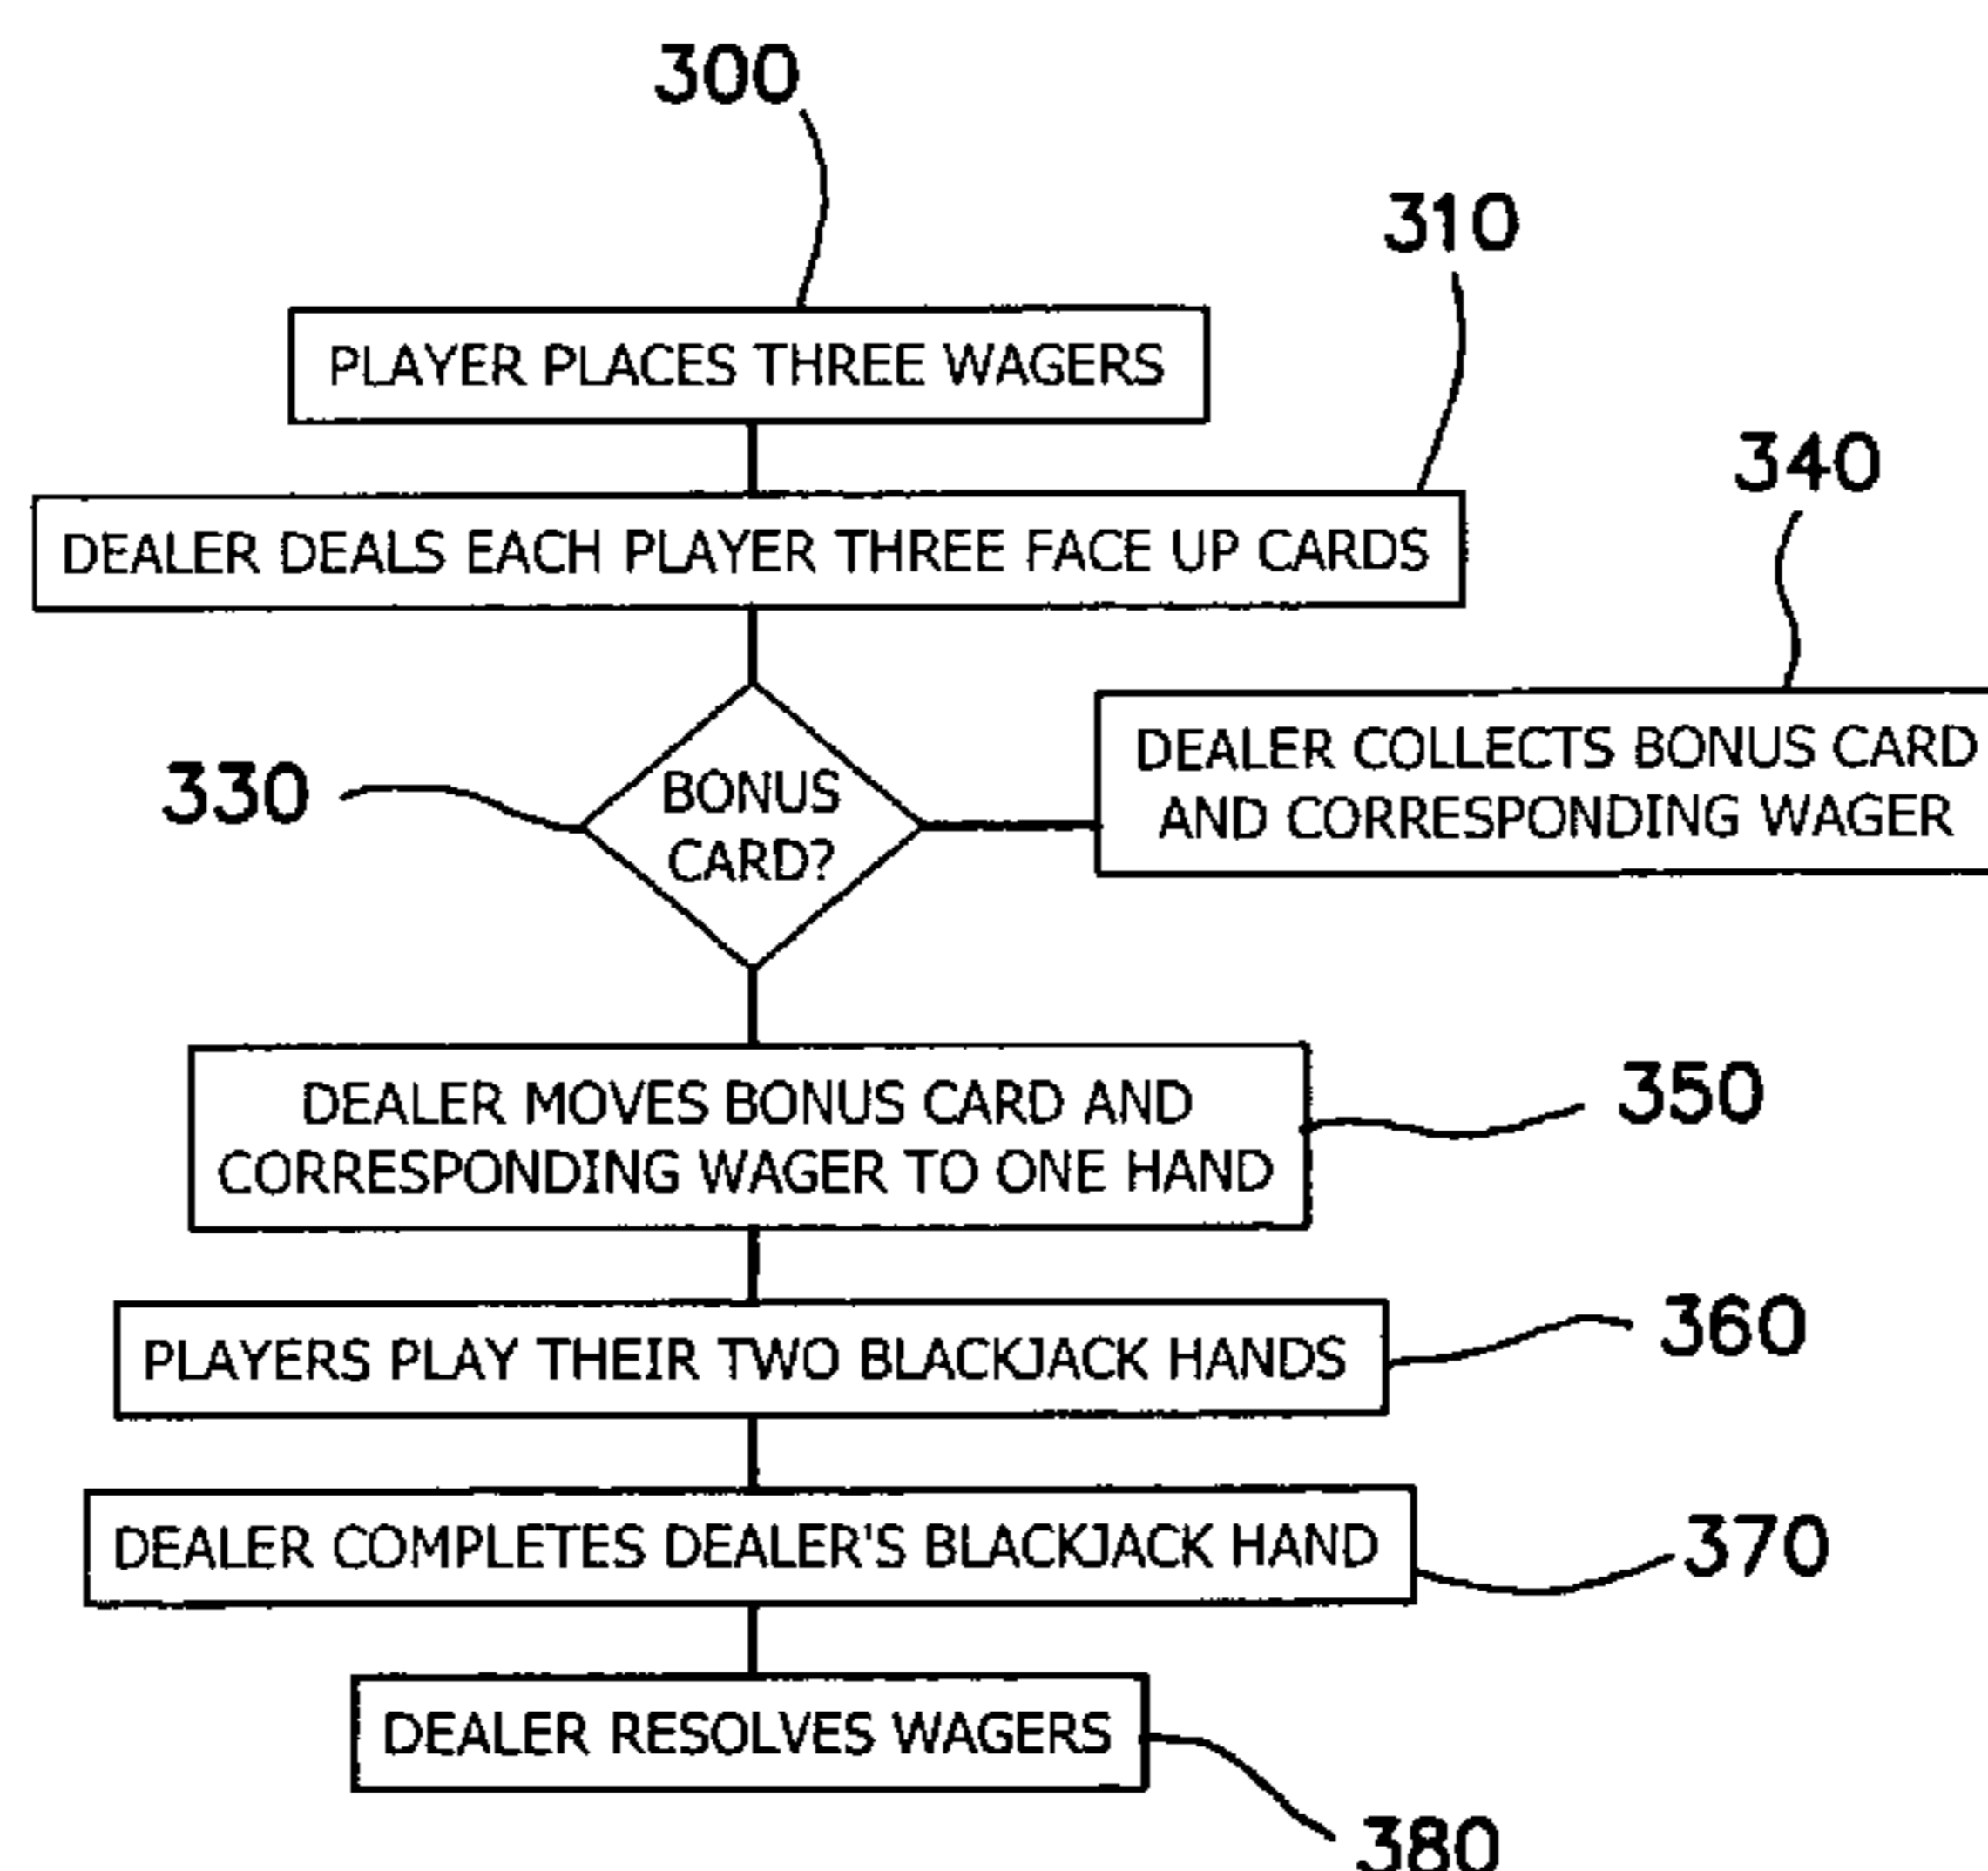 300
310
PLAYER PLACES THREE WAGERS
340
DEALER DEALS EACH PLAYER THREE FACE UP CARDS
DEALER COLLECTS BONUS CARD
AND CORRESPONDING WAGER
330
BONUS
CARD?
DEALER MOVES BONUS CARD AND
CORRESPONDING WAGER TO ONE HAND
350
PLAYERS PLAY THEIR TWO BLACKJACK HANDS
360
DEALER COMPLETES DEALER'S BLACKJACK HAND
370
DEALER RESOLVES WAGERS
380